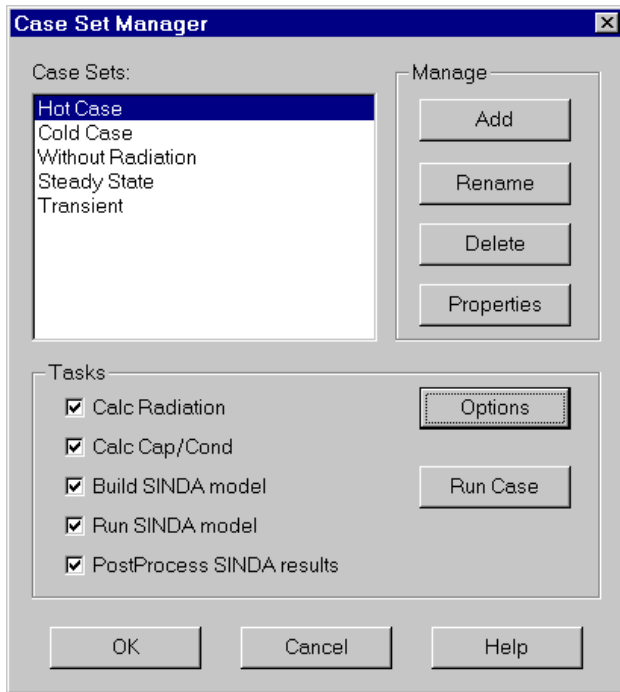 Case Set Manager
Case Sets:
Hot Case
Cold Case
Without Radiation
Steady State
Transient
Manage
Add
Rename
Delete
Properties
Tasks
Calc Radiation
Calc Cap/Cond
Build SINDA model
Run SINDA model
PostProcess SINDA results
Options
Run Case
OK
Cancel
Help